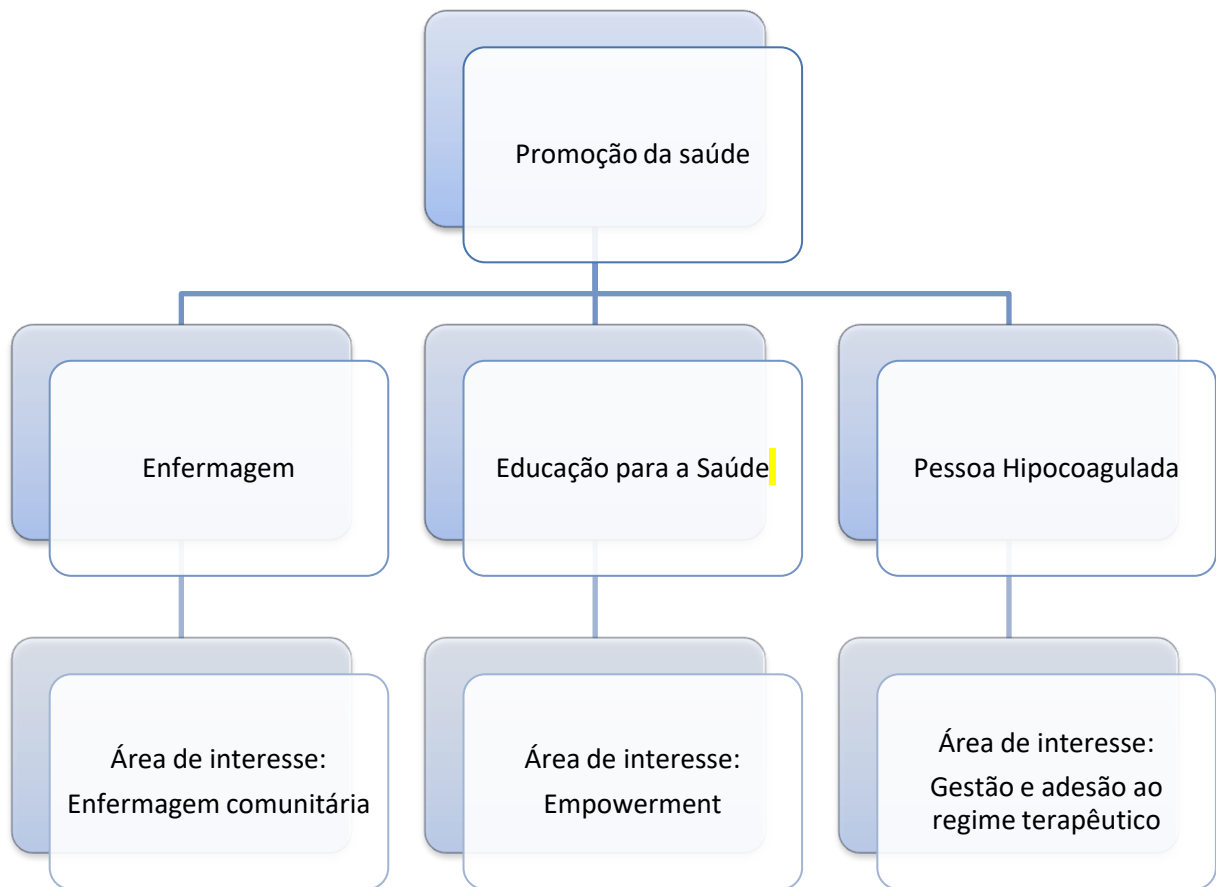 Promoção da saúde
Enfermagem
Educação para a Saúde
Pessoa Hipocoagulada
Área de interesse:
Enfermagem comunitária
Área de interesse:
Empowerment
Área de interesse:
Gestão e adesão ao
regime terapêutico